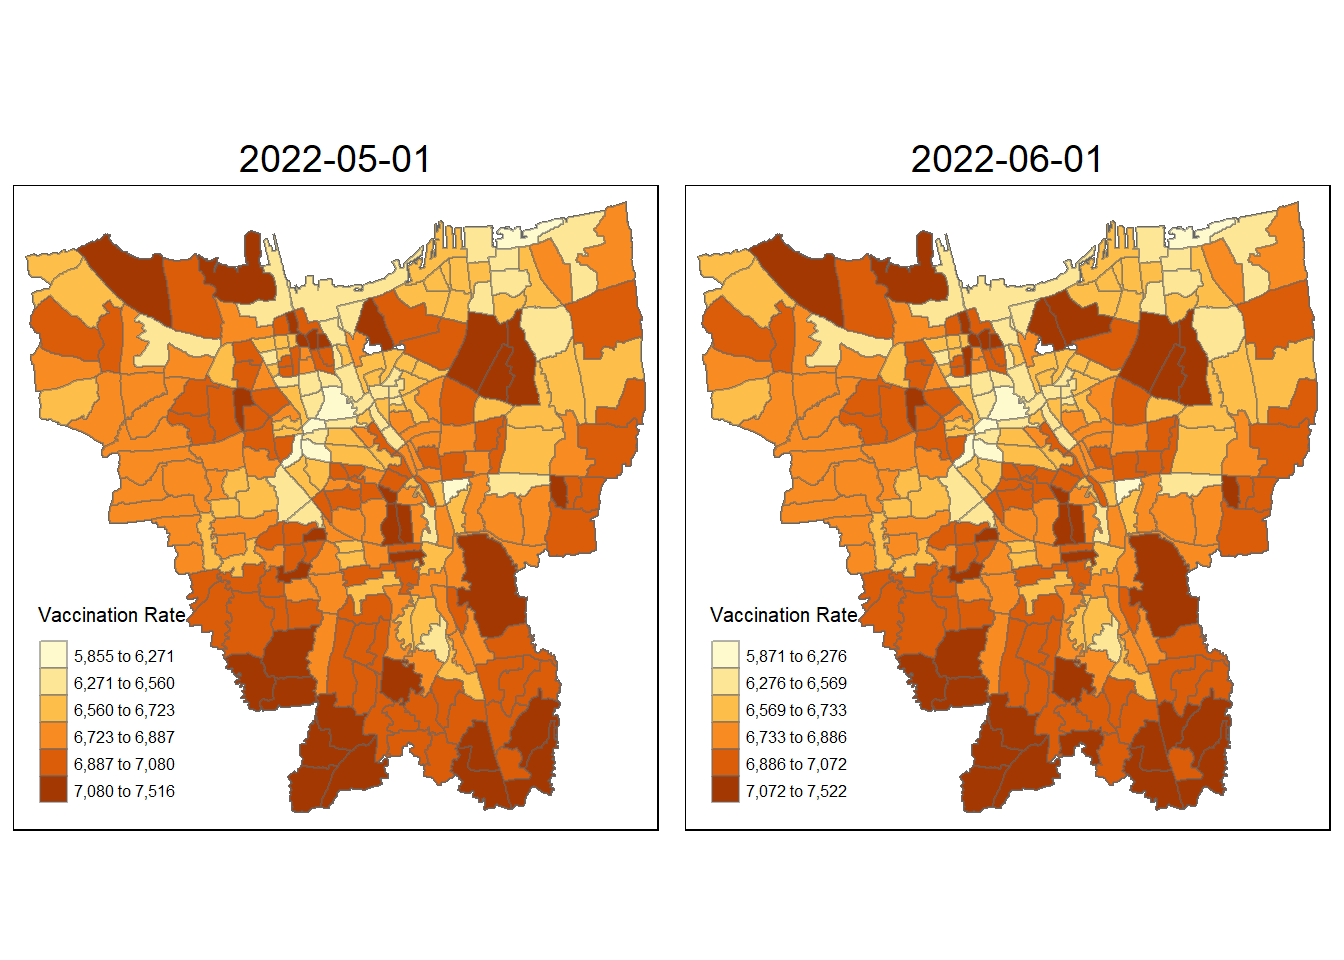 2022-05-01
Vaccination Rate
5,855 to 6,271
6,271 to 6,560
6,560 to 6,723
6,723 to 6,887
6,887 to 7,080
7,080 to 7,516
2022-06-01
Vaccination Rate
5,871 to 6,276
6,276 to 6,569
6,569 to 6,733
6,733 to 6,886
6,886 to 7,072
7,072 to 7,522